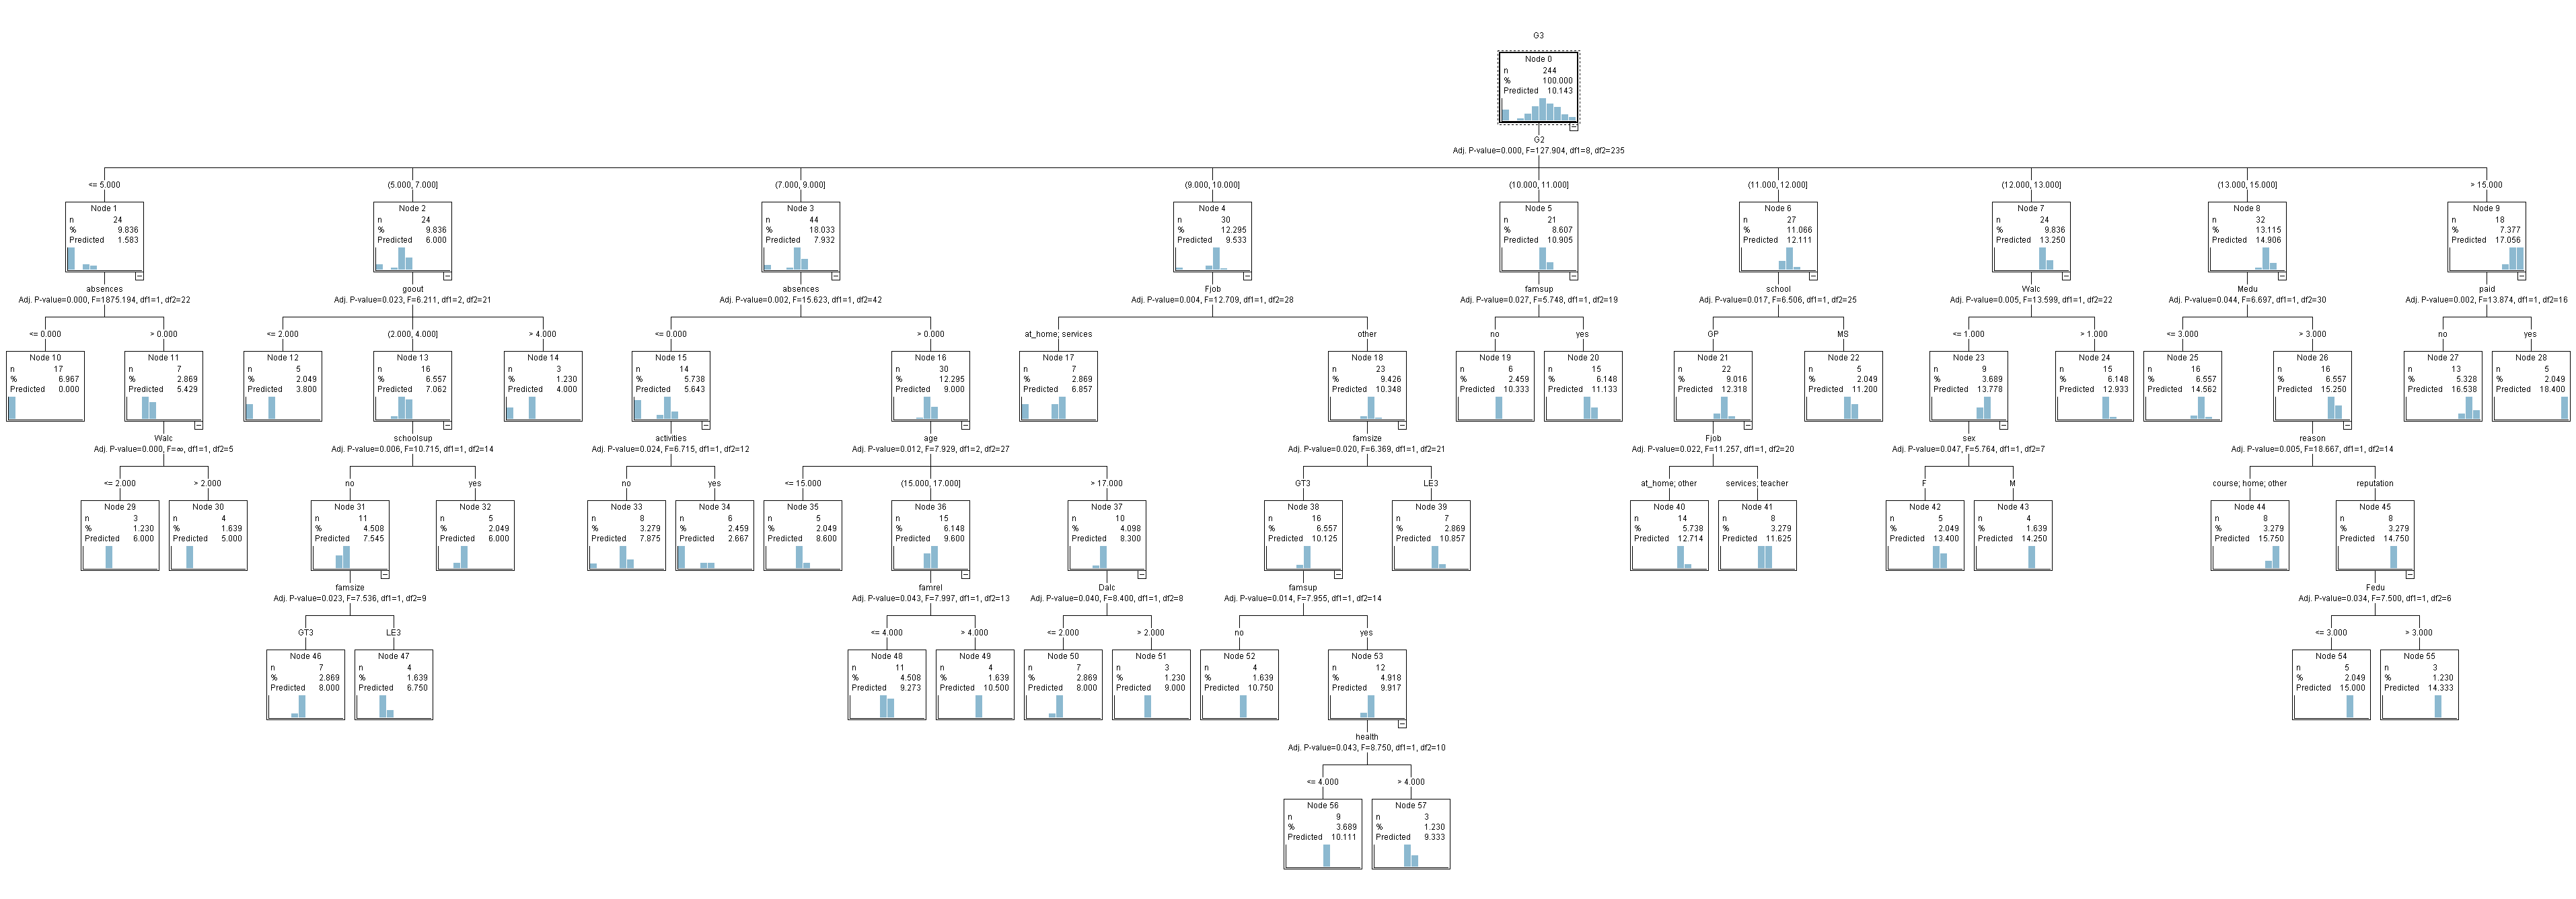 G3
Node 0
n 244
% 100.000
Predicted 10.143
G2
Adj. P-value=0.000, F=127.904, df1=8, df2=235
<= 5.000
(5.000, 7.000]
(7.000, 9.000]
(9.000, 10.000]
(10.000, 11.000]
(11.000, 12.000]
(12.000, 13.000]
(13.000, 15.000]
> 15.000
Node 1
n 24
% 9.836
Predicted 1.583
Node 2
n 24
% 9.836
Predicted 6.000
Node 3
n 44
% 18.033
Predicted 7.932
Node 4
n 30
% 12.295
Predicted 9.533
Node 5
n 21
% 8.607
Predicted 10.905
Node 6
n 27
% 11.066
Predicted 12.111
Node 7
n 24
% 9.836
Predicted 13.250
Node 8
n 32
% 13.115
Predicted 14.906
Node 9
n 18
% 7.377
Predicted 17.056
absences
Adj. P-value=0.000, F=1875.194, df1=1, df2=22
goout
Adj. P-value=0.023, F=6.211, df1=2, df2=21
absences
Adj. P-value=0.002, F=15.623, df1=1, df2=42
Fjob
Adj. P-value=0.004, F=12.709, df1=1, df2=28
famsup
Adj. P-value=0.027, F=5.748, df1=1, df2=19
school
Adj. P-value=0.017, F=6.506, df1=1, df2=25
Walc
Adj. P-value=0.005, F=13.599, df1=1, df2=22
Medu
Adj. P-value=0.044, F=6.697, df1=1, df2=30
paid
Adj. P-value=0.002, F=13.874, df1=1, df2=16
<= 0.000
> 0.000
<= 2.000
(2.000, 4.000]
> 4.000
<= 0.000
> 0.000
at_home; services
other
no
yes
GP
MS
<= 1.000
> 1.000
<= 3.000
> 3.000
no
yes
Node 10
n 17
% 6.967
Predicted 0.000
Node 11
n 7
% 2.869
Predicted 5.429
Node 12
n 5
% 2.049
Predicted 3.800
Node 13
n 16
% 6.557
Predicted 7.062
Node 14
n 3
% 1.230
Predicted 4.000
Node 15
n 14
% 5.738
Predicted 5.643
Node 16
n 30
% 12.295
Predicted 9.000
Node 17
n 7
% 2.869
Predicted 6.857
Node 18
n 23
% 9.426
Predicted 10.348
Node 19
n 6
% 2.459
Predicted 10.333
Node 20
n 15
% 6.148
Predicted 11.133
Node 21
n 22
% 9.016
Predicted 12.318
Node 22
n 5
% 2.049
Predicted 11.200
Node 23
n 9
% 3.689
Predicted 13.778
Node 24
n 15
% 6.148
Predicted 12.933
Node 25
n 16
% 6.557
Predicted 14.562
Node 26
n 16
% 6.557
Predicted 15.250
Node 27
n 13
% 5.328
Predicted 16.538
Node 28
n 5
% 2.049
Predicted 18.400
Walc
Adj. P-value=0.000, F=∞, df1=1, df2=5
schoolsup
Adj. P-value=0.006, F=10.715, df1=1, df2=14
activities
Adj. P-value=0.024, F=6.715, df1=1, df2=12
age
Adj. P-value=0.012, F=7.929, df1=2, df2=27
famsize
Adj. P-value=0.020, F=6.369, df1=1, df2=21
Fjob
Adj. P-value=0.022, F=11.257, df1=1, df2=20
sex
Adj. P-value=0.047, F=5.764, df1=1, df2=7
reason
Adj. P-value=0.005, F=18.667, df1=1, df2=14
<= 2.000
> 2.000
no
yes
no
yes
<= 15.000
(15.000, 17.000]
> 17.000
GT3
LE3
at_home; other
services; teacher
F
M
course; home; other
reputation
Node 29
n 3
% 1.230
Predicted 6.000
Node 30
n 4
% 1.639
Predicted 5.000
Node 31
n 11
% 4.508
Predicted 7.545
Node 32
n 5
% 2.049
Predicted 6.000
Node 33
n 8
% 3.279
Predicted 7.875
Node 34
n 6
% 2.459
Predicted 2.667
Node 35
n 5
% 2.049
Predicted 8.600
Node 36
n 15
% 6.148
Predicted 9.600
Node 37
n 10
% 4.098
Predicted 8.300
Node 38
n 16
% 6.557
Predicted 10.125
Node 39
n 7
% 2.869
Predicted 10.857
Node 40
n 14
% 5.738
Predicted 12.714
Node 41
n 8
% 3.279
Predicted 11.625
Node 42
n 5
% 2.049
Predicted 13.400
Node 43
n 4
% 1.639
Predicted 14.250
Node 44
n 8
% 3.279
Predicted 15.750
Node 45
n 8
% 3.279
Predicted 14.750
famsize
Adj. P-value=0.023, F=7.536, df1=1, df2=9
famrel
Adj. P-value=0.043, F=7.997, df1=1, df2=13
Dalc
Adj. P-value=0.040, F=8.400, df1=1, df2=8
famsup
Adj. P-value=0.014, F=7.955, df1=1, df2=14
Fedu
Adj. P-value=0.034, F=7.500, df1=1, df2=6
GT3
LE3
<= 4.000
> 4.000
<= 2.000
> 2.000
no
yes
<= 3.000
> 3.000
Node 46
n 7
% 2.869
Predicted 8.000
Node 47
n 4
% 1.639
Predicted 6.750
Node 48
n 11
% 4.508
Predicted 9.273
Node 49
n 4
% 1.639
Predicted 10.500
Node 50
n 7
% 2.869
Predicted 8.000
Node 51
n 3
% 1.230
Predicted 9.000
Node 52
n 4
% 1.639
Predicted 10.750
Node 53
n 12
% 4.918
Predicted 9.917
Node 54
n 5
% 2.049
Predicted 15.000
Node 55
n 3
% 1.230
Predicted 14.333
health
Adj. P-value=0.043, F=8.750, df1=1, df2=10
<= 4.000
> 4.000
Node 56
n 9
% 3.689
Predicted 10.111
Node 57
n 3
% 1.230
Predicted 9.333